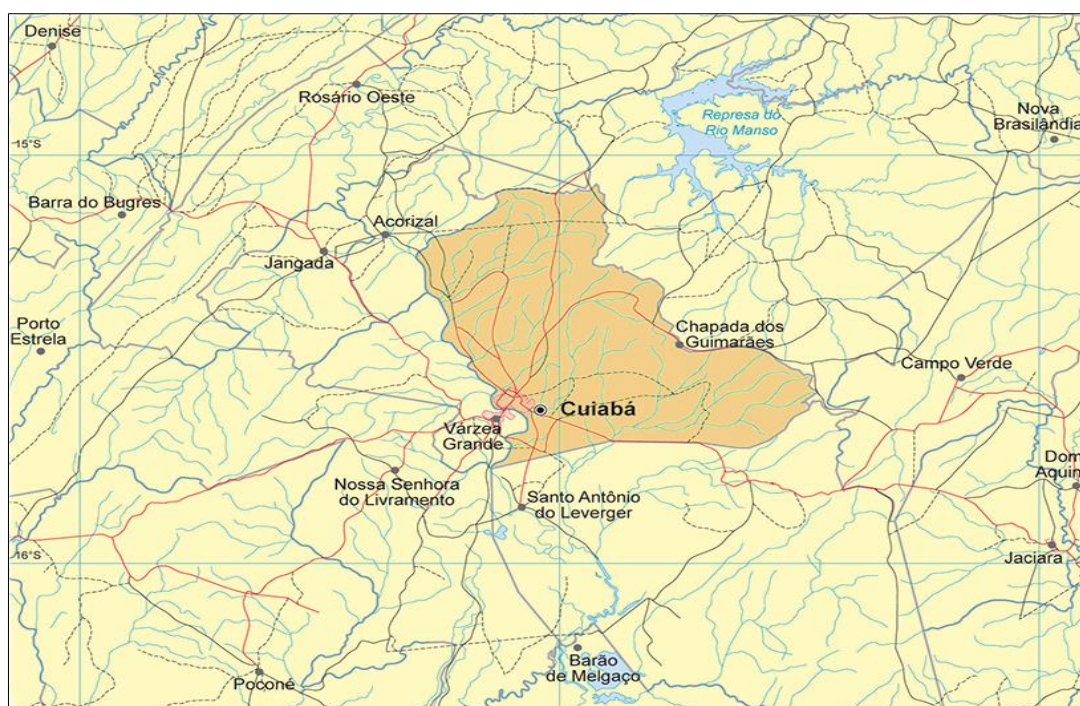 Denise
Rosário Oeste
Represa do
Rio Manso
Nova
Brasilândia
15°S
Barra do Bugres
Acorizal
Jangada
Porto
Estrela
Chapada dos
Guimarães
Campo Verde
Cuiabá
Várzea
Grande
Nossa Senhora
do Livramento
Santo Antônio
do Leverger
Dom
Aquin
16°S
Jaciara
Barão
de Melgaço
Poconé